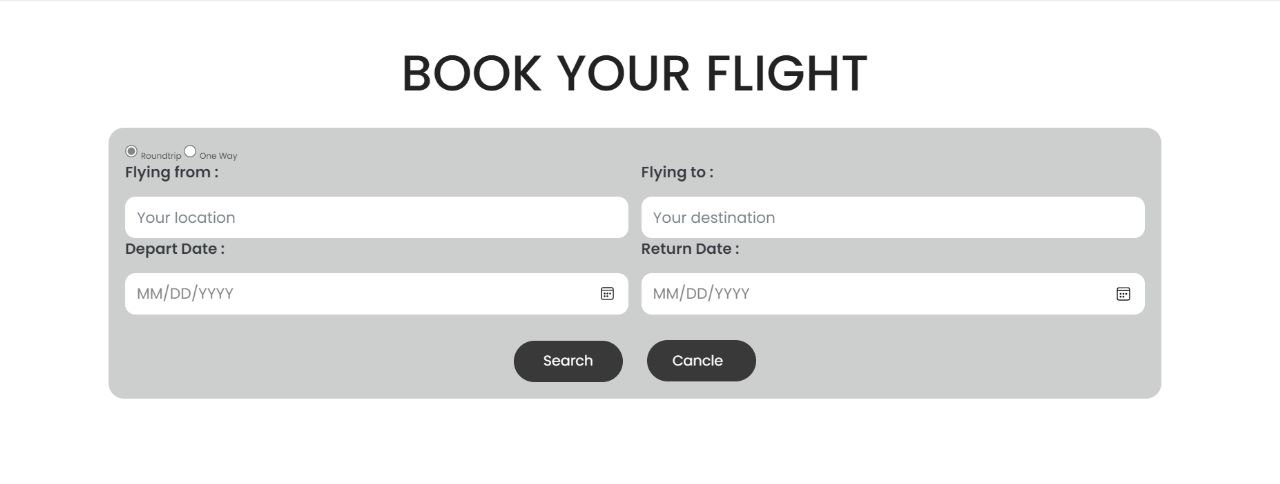 BOOK YOUR FLIGHT
Roundtrip One Way
Flying from : Flying to :
Your location Your destination
Depart Date : Return Date :
MM/DD/YYYY MM/DD/YYYY
Search Cancle